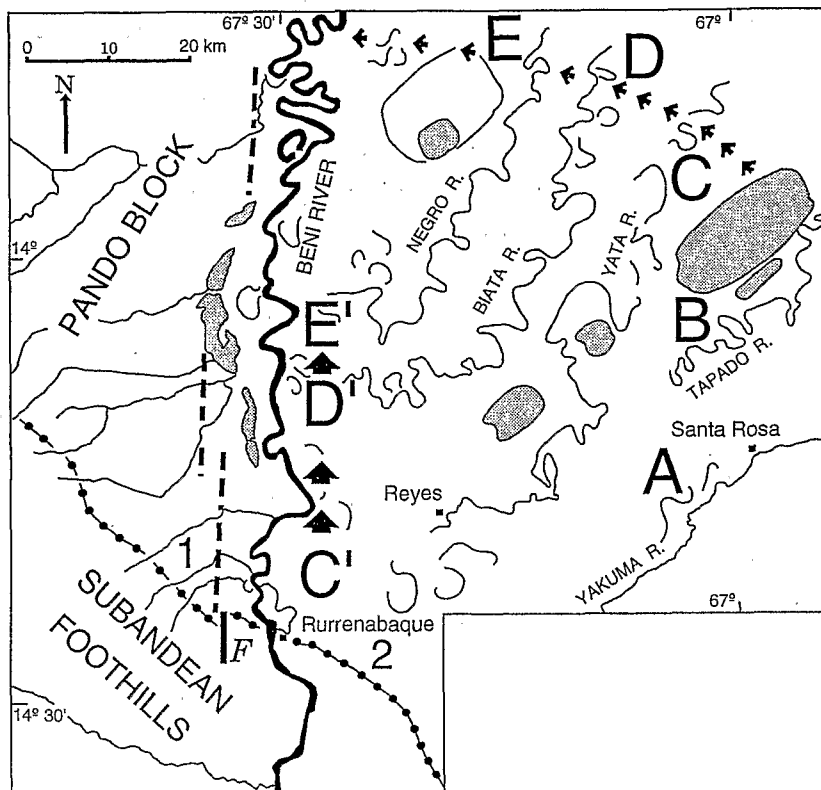 67º 30'
67º
0 10 20 km
N
E
D
PANDO BLOCK
BENI RIVER
NEGRO R.
BIATA R.
YATA R.
C
14º
E'
B
TAPADO R.
D'
Santa Rosa
A
Reyes
YAKUMA R.
1
C'
SUBANDEAN
FOOTHILLS
F
Rurrenabaque
2
67º
14º 30'